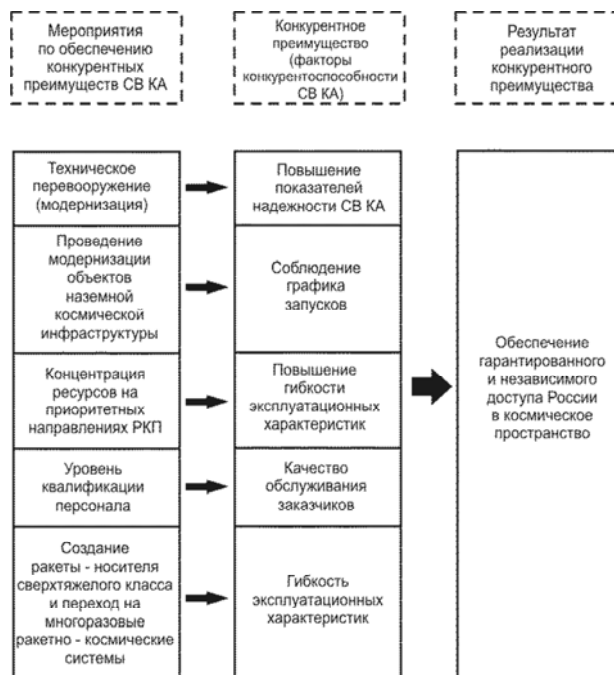 Мероприятия
по обеспечению
конкурентных
преимуществ СВ КА
Конкурентное
преимущество
(факторы
конкурентоспособности
СВ КА)
Результат
реализации
конкурентного
преимущества
Техническое
перевооружение
(модернизация)
Повышение
показателей
надежности СВ КА
Проведение
модернизации
объектов
наземной
космической
инфраструктуры
Соблюдение
графика
запусков
Концентрация
ресурсов на
приоритетных
направлениях РКП
Повышение
гибкости
эксплуатационных
характеристик
Уровень
квалификации
персонала
Качество
обслуживания
заказчиков
Создание
ракеты - носителя
сверхтяжелого класса
и переход на
многоразовые
ракетно - космические
системы
Гибкость
эксплуатационных
характеристик
Обеспечение
гарантированного
и независимого
доступа России
в космическое
пространство